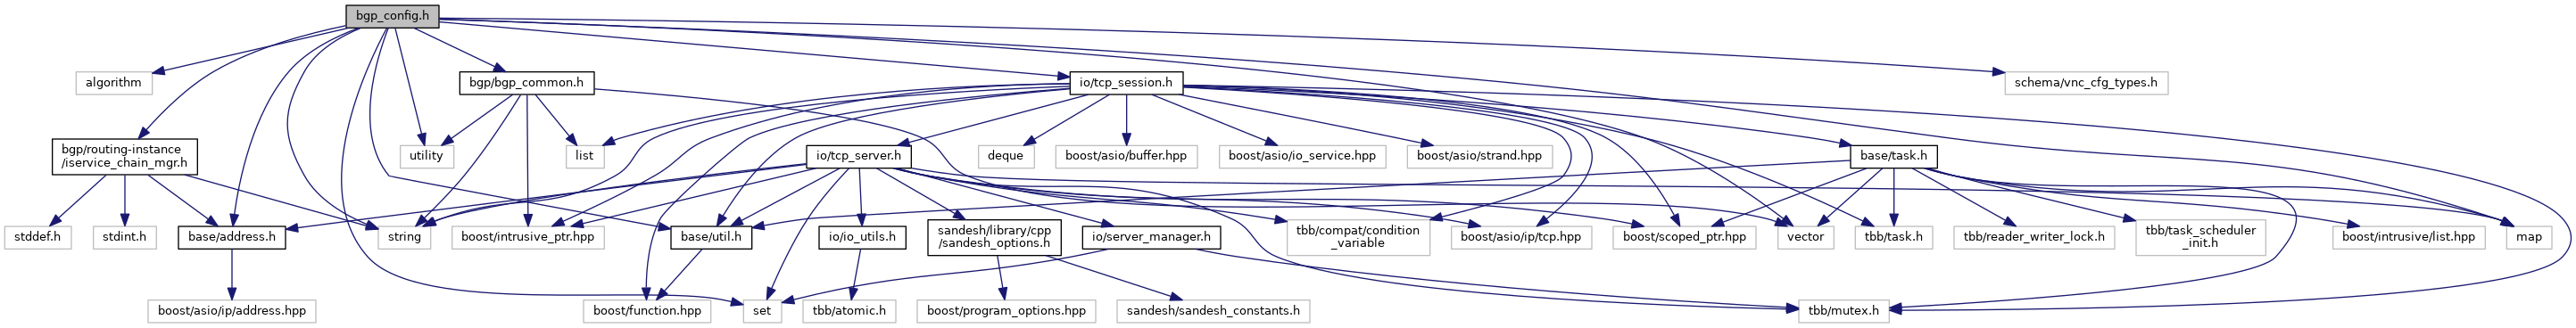 bgp_config.h
algorithm
bgp/bgp_common.h
io/tcp_session.h
schema/vnc_cfg_types.h
bgp/routing-instance
/iservice_chain_mgr.h
utility
list
io/tcp_server.h
deque
boost/asio/buffer.hpp
boost/asio/io_service.hpp
boost/asio/strand.hpp
base/task.h
stddef.h
stdint.h
base/address.h
string
boost/intrusive_ptr.hpp
base/util.h
io/io_utils.h
sandesh/library/cpp
/sandesh_options.h
io/server_manager.h
tbb/compat/condition
_variable
boost/asio/ip/tcp.hpp
boost/scoped_ptr.hpp
vector
tbb/task.h
tbb/reader_writer_lock.h
tbb/task_scheduler
_init.h
boost/intrusive/list.hpp
map
boost/asio/ip/address.hpp
boost/function.hpp
set
tbb/atomic.h
boost/program_options.hpp
sandesh/sandesh_constants.h
tbb/mutex.h